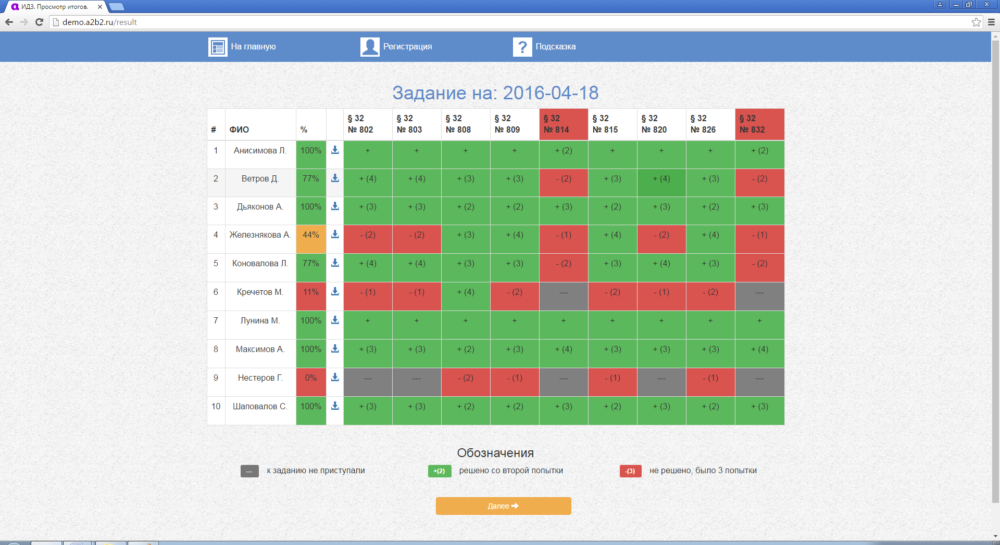 ИДЗ. Просмотр итогов.
demo.a2b2.ru/result
На главную Регистрация ? Подсказка
Задание на: 2016-04-18
# ФИО % § 32 № 802 § 32 № 803 § 32 № 808 § 32 № 809 § 32 № 814 § 32 № 815 § 32 № 820 § 32 № 826 § 32 № 832
1 Анисимова Л. 100% + + + + + (2) + + + + (2)
2 Ветров Д. 77% + (4) + (4) + (3) + (3) - (2) + (3) + (4) + (3) - (2)
3 Дьяконов А. 100% + (3) + (3) + (2) + (2) + (3) + (2) + (3) + (2) + (3)
4 Железнякова А. 44% - (2) - (2) + (3) + (4) - (1) + (4) - (2) + (4) - (1)
5 Коновалова Л. 77% + (4) + (4) + (3) + (3) - (2) + (3) + (4) + (3) - (2)
6 Кречетов М. 11% - (1) - (1) + (4) - (2) --- - (2) - (1) - (2) ---
7 Лунина М. 100% + + + + + + + + +
8 Максимов А. 100% + (3) + (3) + (2) + (3) + (4) + (3) + (3) + (3) + (4)
9 Нестеров Г. 0% --- --- - (2) - (1) --- - (1) --- - (1) ---
10 Шаповалов С. 100% + (3) + (3) + (2) + (2) + (3) + (2) + (3) + (2) + (3)
Обозначения
--- к заданию не приступали +(2) решено со второй попытки -(3) не решено, было 3 попытки
Далее